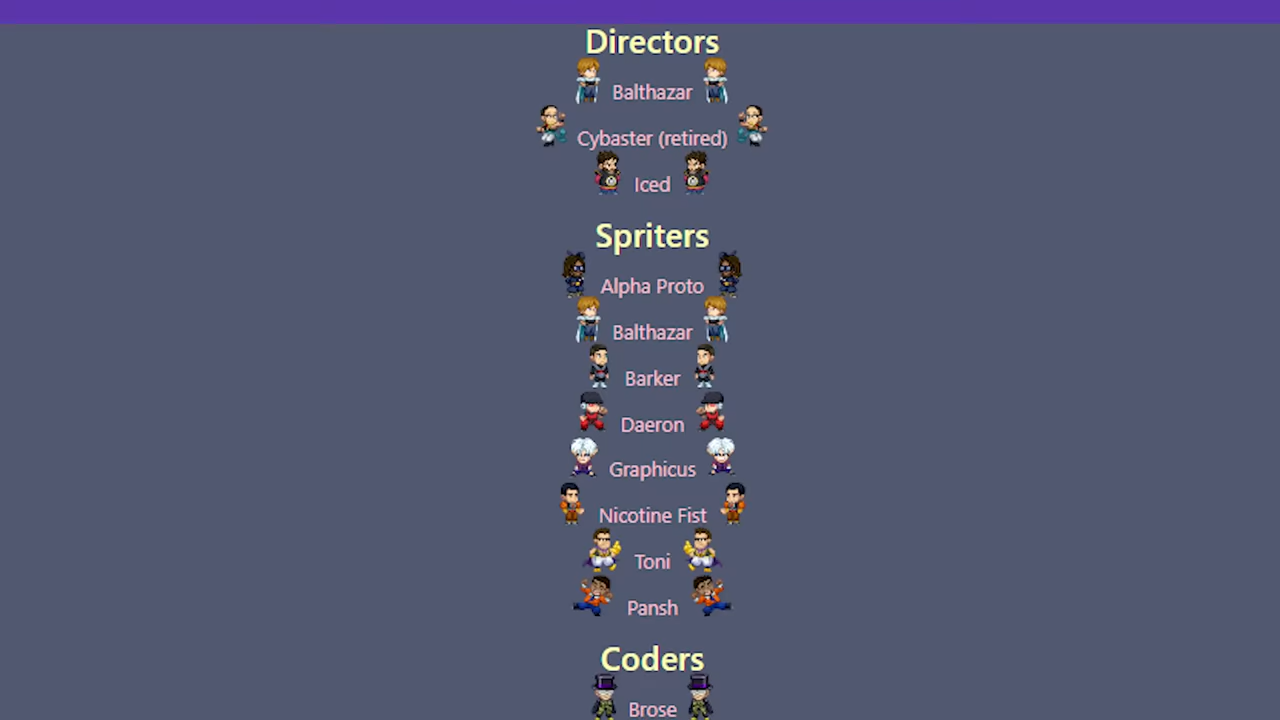 Directors
Balthazar
Cybaster (retired)
Iced
Spriters
Alpha Proto
Balthazar
Barker
Daeron
Graphicus
Nicotine Fist
Toni
Pansh
Coders
Brose